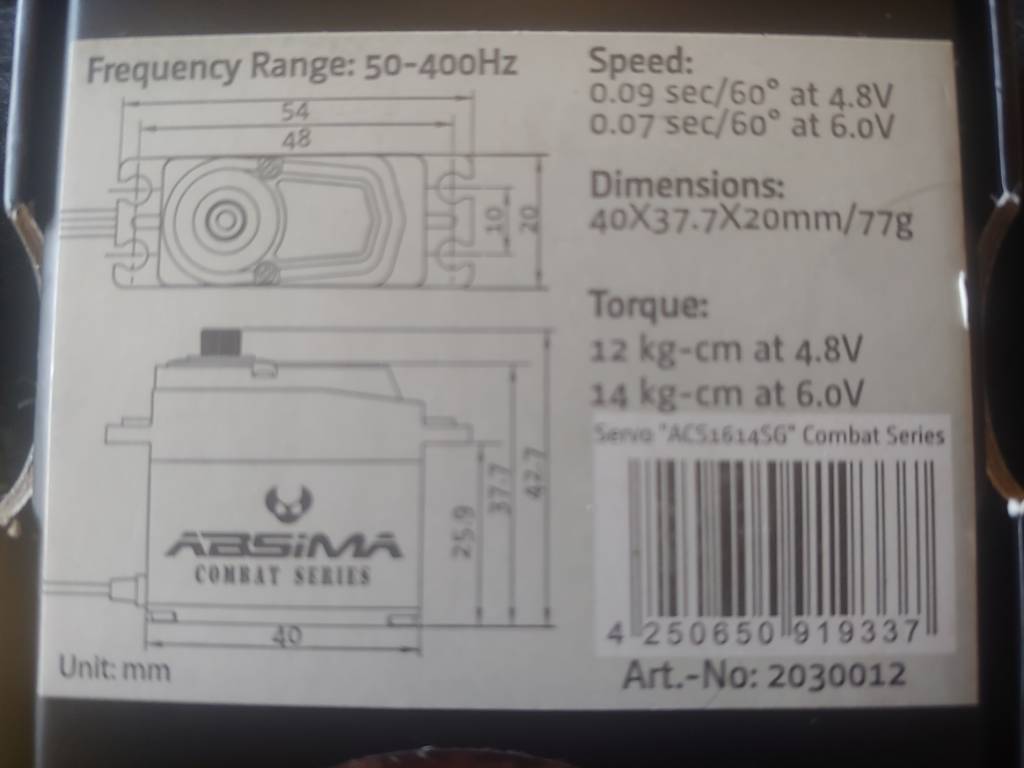 Frequency Range: 50-400Hz
54
48
10
20
Speed:
0.09 sec/60° at 4.8V
0.07 sec/60° at 6.0V
Dimensions:
40X37.7X20mm/77g
Torque:
12 kg-cm at 4.8V
14 kg-cm at 6.0V
25.9
37.7
47.7
ABSiMA
COMBAT SERIES
40
Unit: mm
Servo "ACS1614SG" Combat Series
4 250650 919337
Art.-No: 2030012